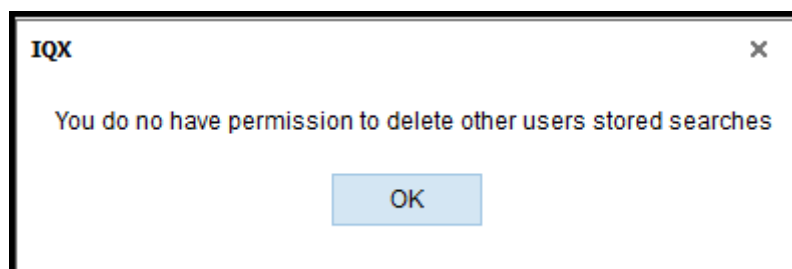 IQX
You do no have permission to delete other users stored searches
OK